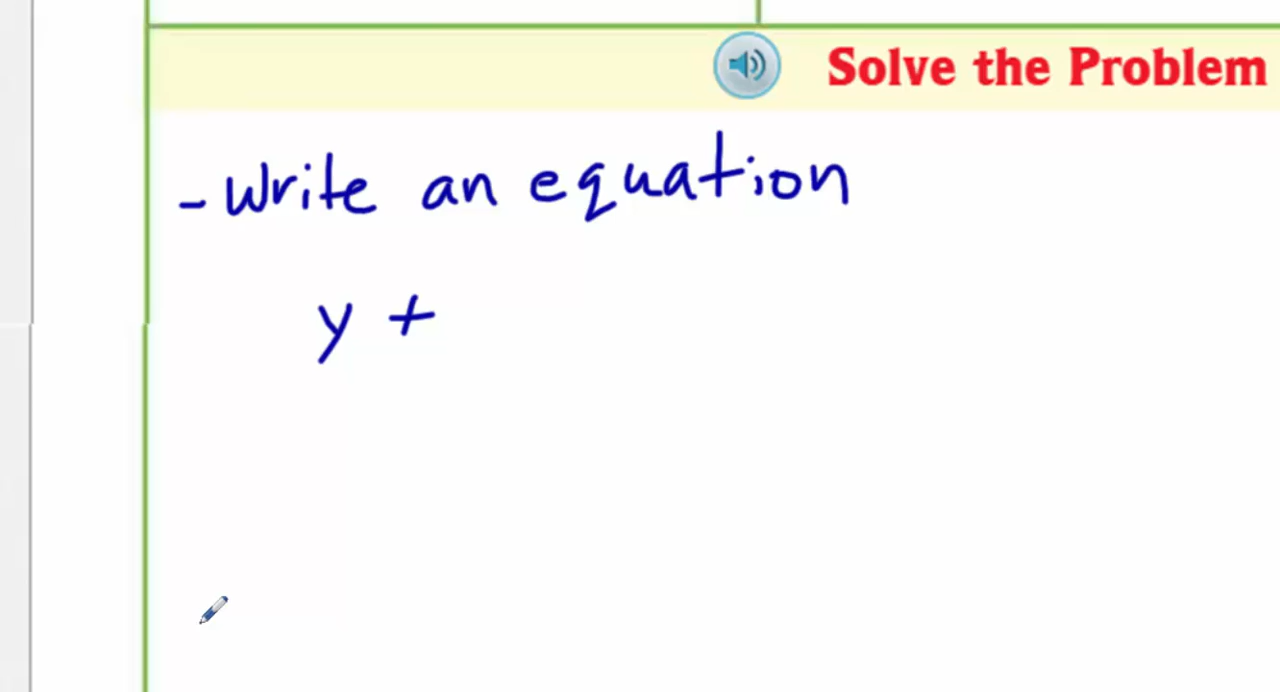 Solve the Problem
- Write an equation
y +